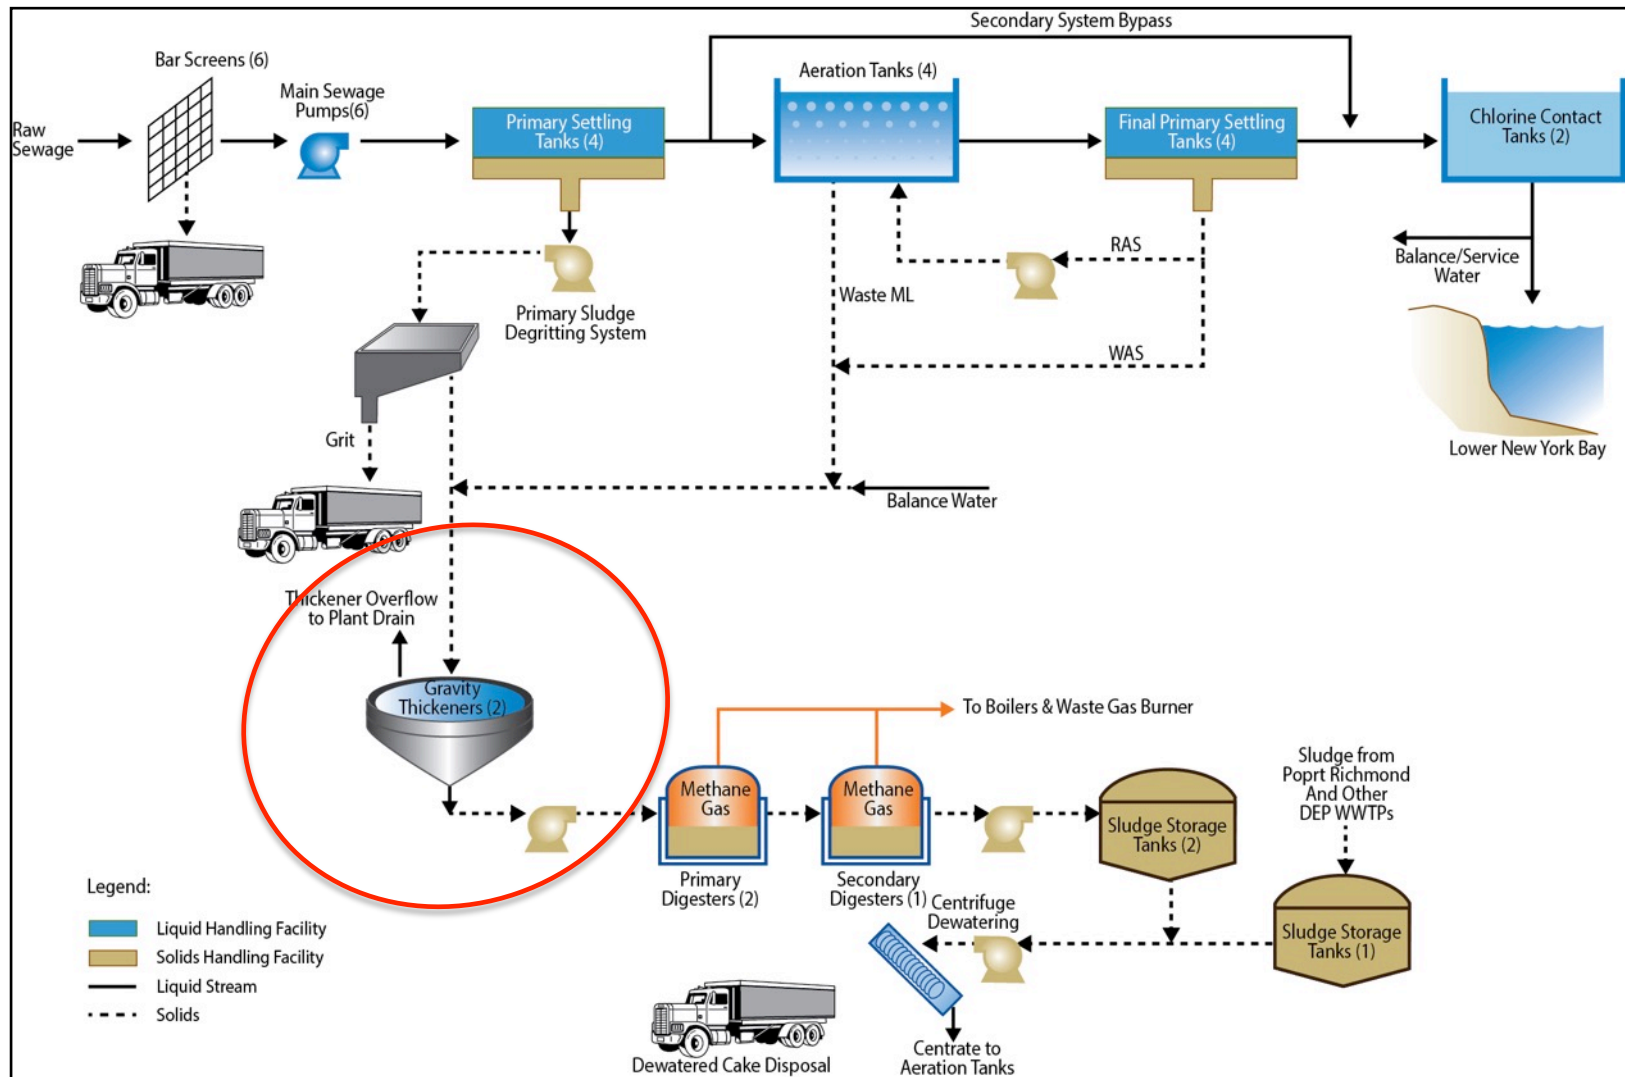 Secondary System Bypass
Bar Screens (6)
Aeration Tanks (4)
Main Sewage
Pumps(6)
Raw
Sewage
Primary Settling
Tanks (4)
Final Primary Settling
Tanks (4)
Chlorine Contact
Tanks (2)
RAS
Balance/Service
Water
Waste ML
Primary Sludge
Degritting System
WAS
Grit
Lower New York Bay
Balance Water
Thickener Overflow
to Plant Drain
Gravity
Thickeners (2)
To Boilers & Waste Gas Burner
Methane
Gas
Methane
Gas
Sludge from
Poprt Richmond
And Other
DEP WWTPs
Sludge Storage
Tanks (2)
Primary
Digesters (2)
Secondary
Digesters (1)
Centrifuge
Dewatering
Sludge Storage
Tanks (1)
Legend:
Liquid Handling Facility
Solids Handling Facility
Liquid Stream
Solids
Dewatered Cake Disposal
Centrate to
Aeration Tanks